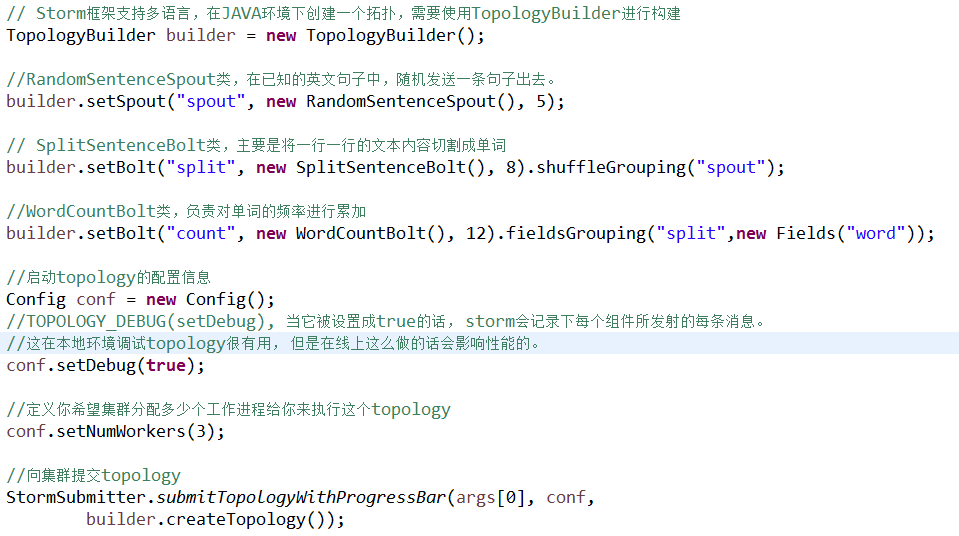 // Storm框架支持多语言，在JAVA环境下创建一个拓扑，需要使用TopologyBuilder进行构建
TopologyBuilder builder = new TopologyBuilder();
//RandomSentenceSpout类，在已知的英文句子中，随机发送一条句子出去。
builder.setSpout("spout", new RandomSentenceSpout(), 5);
// SplitSentenceBolt类，主要是将一行一行的文本内容切割成单词
builder.setBolt("split", new SplitSentenceBolt(), 8).shuffleGrouping("spout");
//WordCountBolt类，负责对单词的频率进行累加
builder.setBolt("count", new WordCountBolt(), 12).fieldsGrouping("split",new Fields("word"));
//启动topology的配置信息
Config conf = new Config();
//TOPOLOGY_DEBUG(setDebug), 当它被设置成true的话， storm会记录下每个组件所发射的每条消息。
//这在本地环境调试topology很有用， 但是在线上这么做的话会影响性能的。
conf.setDebug(true);
//定义你希望集群分配多少个工作进程给你来执行这个topology
conf.setNumWorkers(3);
//向集群提交topology
StormSubmitter.submitTopologyWithProgressBar(args[0], conf,
builder.createTopology());